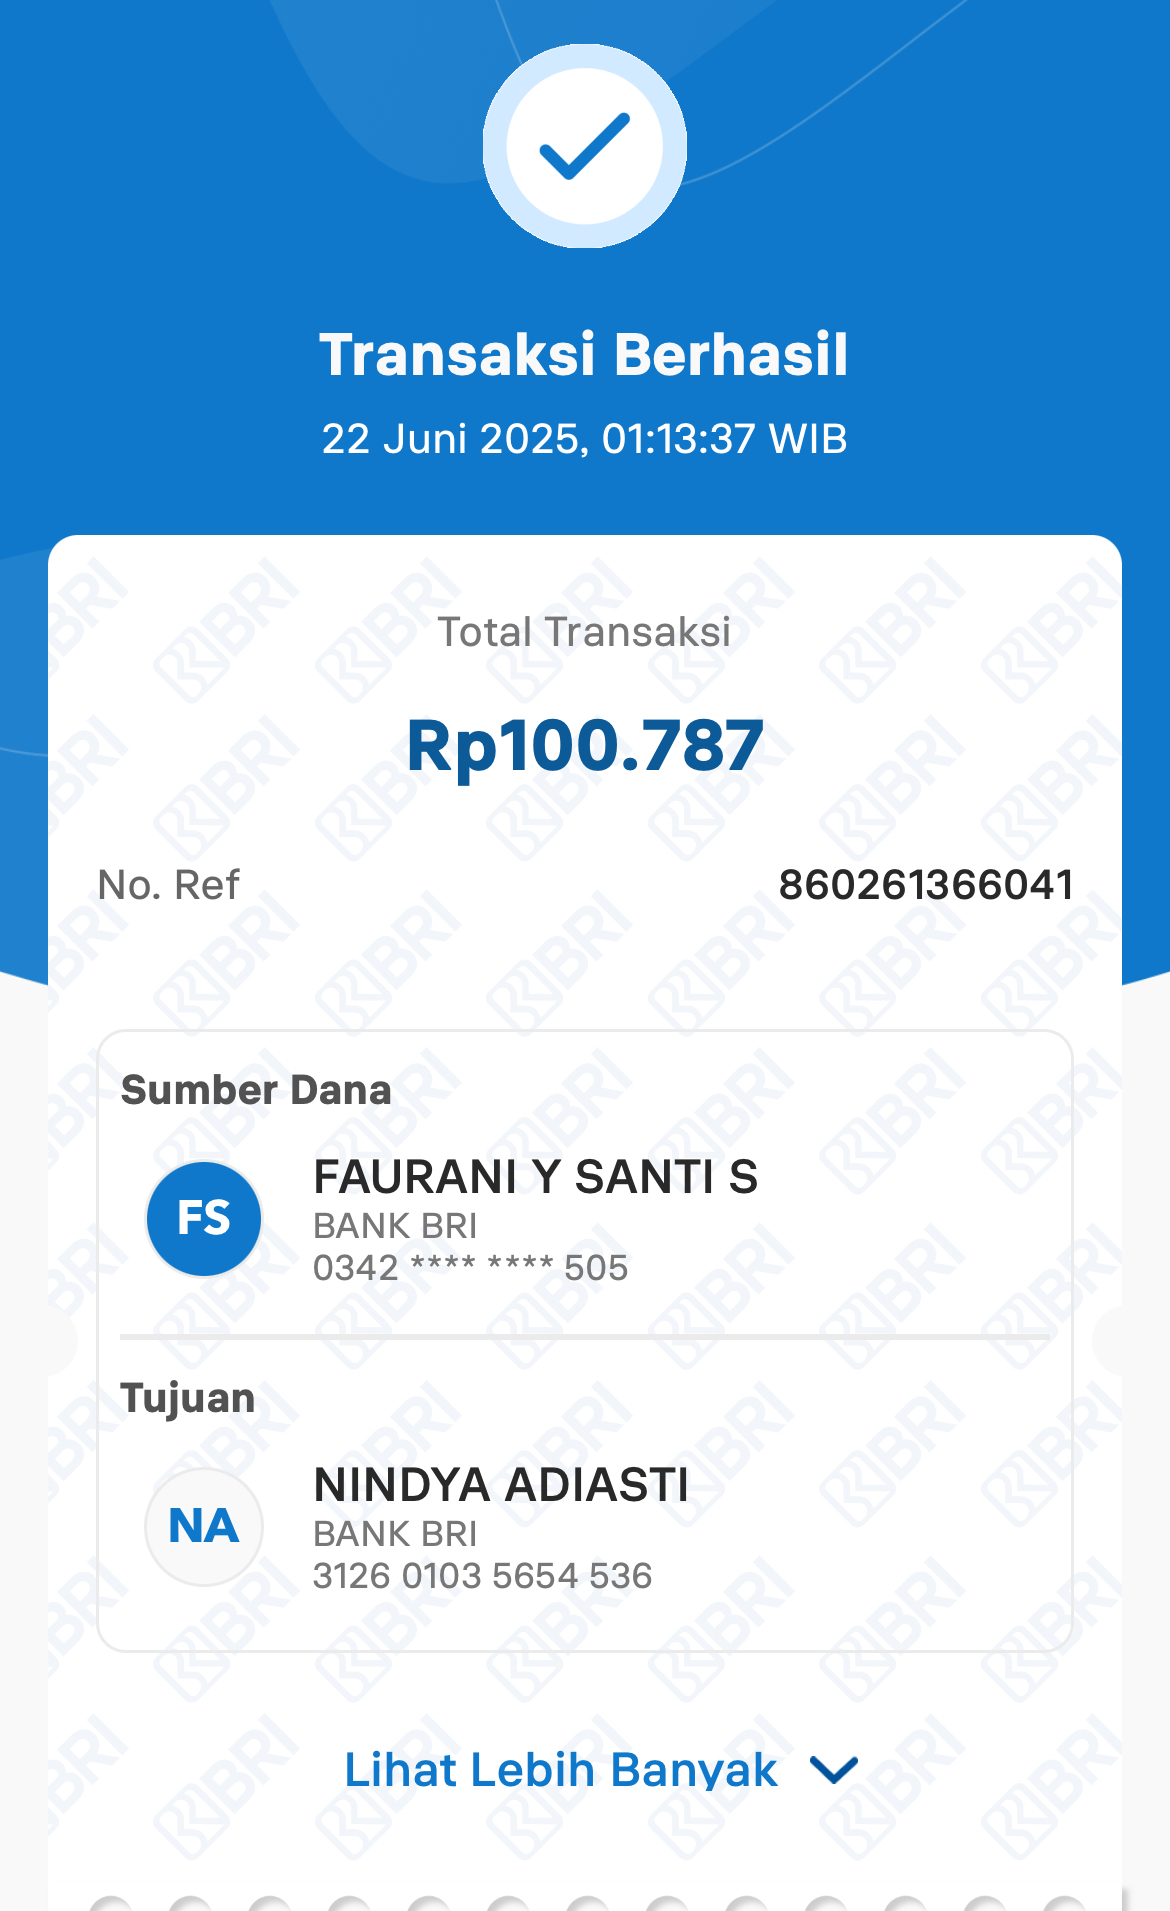 Transaksi Berhasil
22 Juni 2025, 01:13:37 WIB
Total Transaksi
Rp100.787
No. Ref 860261366041
Sumber Dana
FS
FAURANI Y SANTI S
BANK BRI
0342 **** **** 505
Tujuan
NA
NINDYA ADIASTI
BANK BRI
3126 0103 5654 536
Lihat Lebih Banyak
BRI